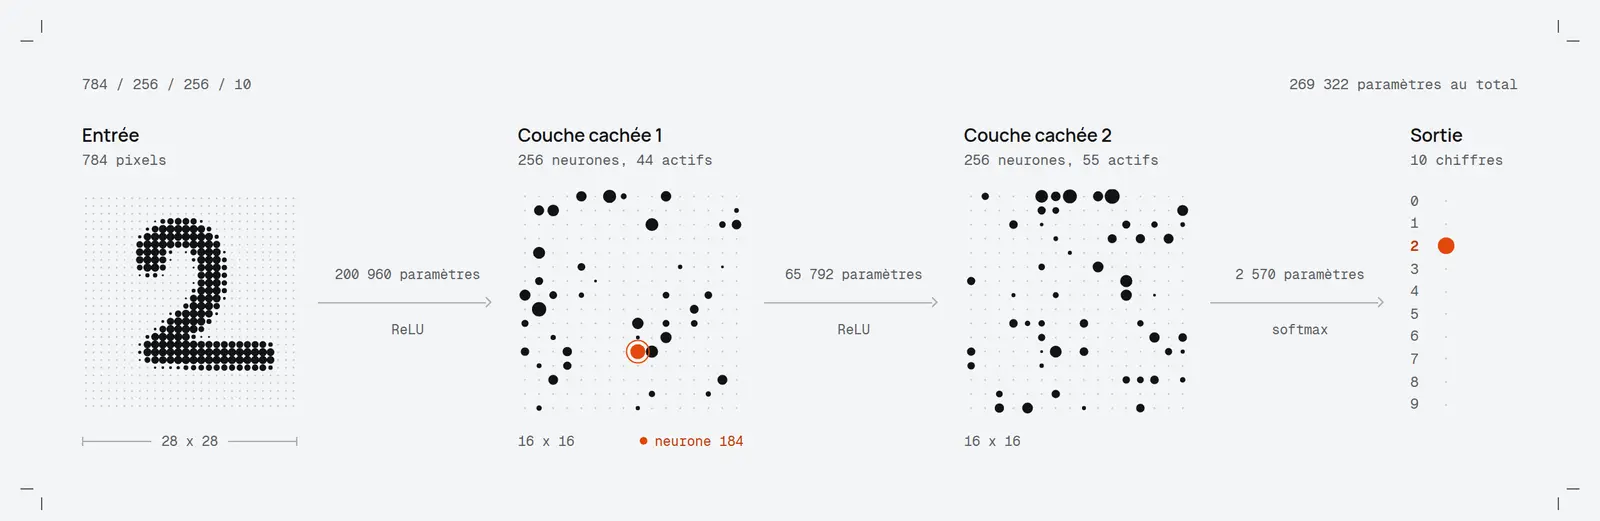 784 / 256 / 256 / 10
269 322 paramètres au total
Entrée
784 pixels
28 x 28
200 960 paramètres
ReLU
Couche cachée 1
256 neurones, 44 actifs
16 x 16
neurone 184
65 792 paramètres
ReLU
Couche cachée 2
256 neurones, 55 actifs
16 x 16
2 570 paramètres
softmax
Sortie
10 chiffres
0
1
2
3
4
5
6
7
8
9